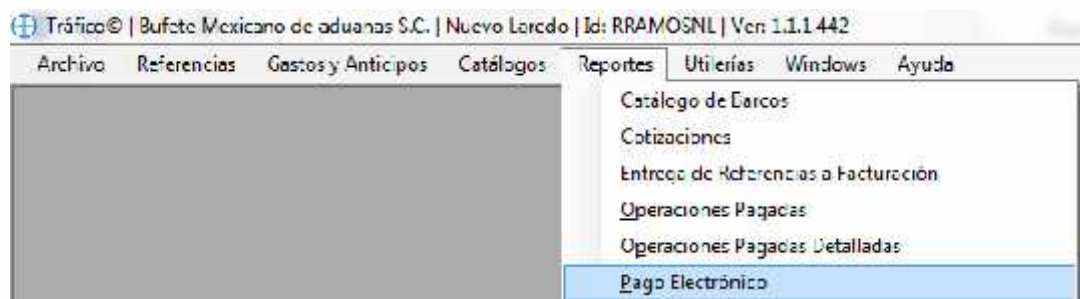 Tráfico© | Bufete Mexicano de aduanas S.C. | Nuevo Laredo | Id: RRAMOSNL | Ver: 1.1.1.442
Archivo Referencias Gastos y Anticipos Catálogos Reportes Utilerías Windows Ayuda
Catálogo de Barcos
Cotizaciones
Entrega de Referencias a Facturación
Operaciones Pagadas
Operaciones Pagadas Detalladas
Pago Electrónico